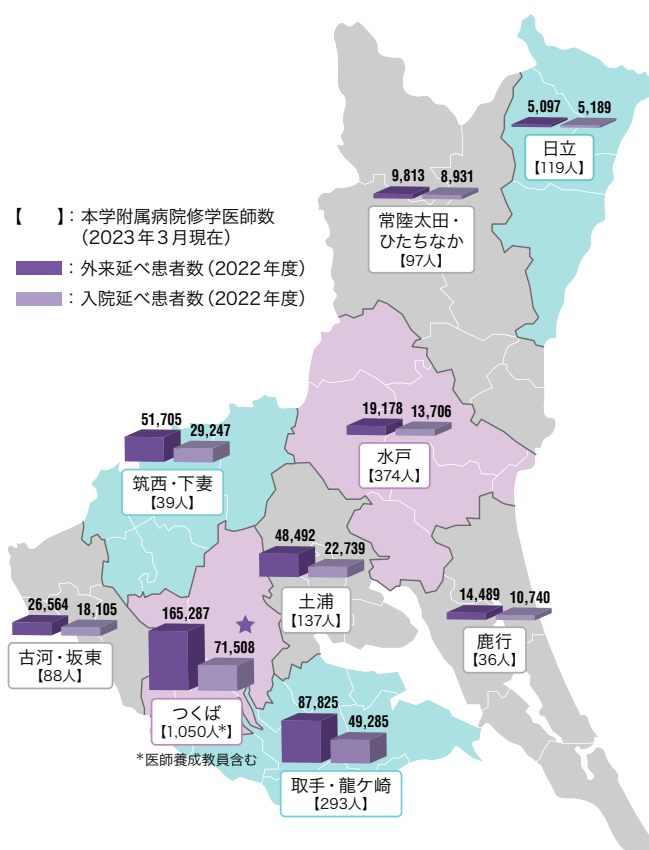 5,097 5,189
日立
【119人】
9,813 8,931
常陸太田・
ひたちなか
【97人】
【　　】：本学附属病院修学医師数
（2023年3月現在）
：外来延べ患者数（2022年度）
：入院延べ患者数（2022年度）
19,178 13,706
水戸
【374人】
51,705 29,247
筑西・下妻
【39人】
48,492 22,739
土浦
【137人】
14,489 10,740
鹿行
【36人】
26,564 18,105
古河・坂東
【88人】
165,287 71,508
つくば
【1,050人*】
*医師養成教員含む
87,825 49,285
取手・龍ケ崎
【293人】